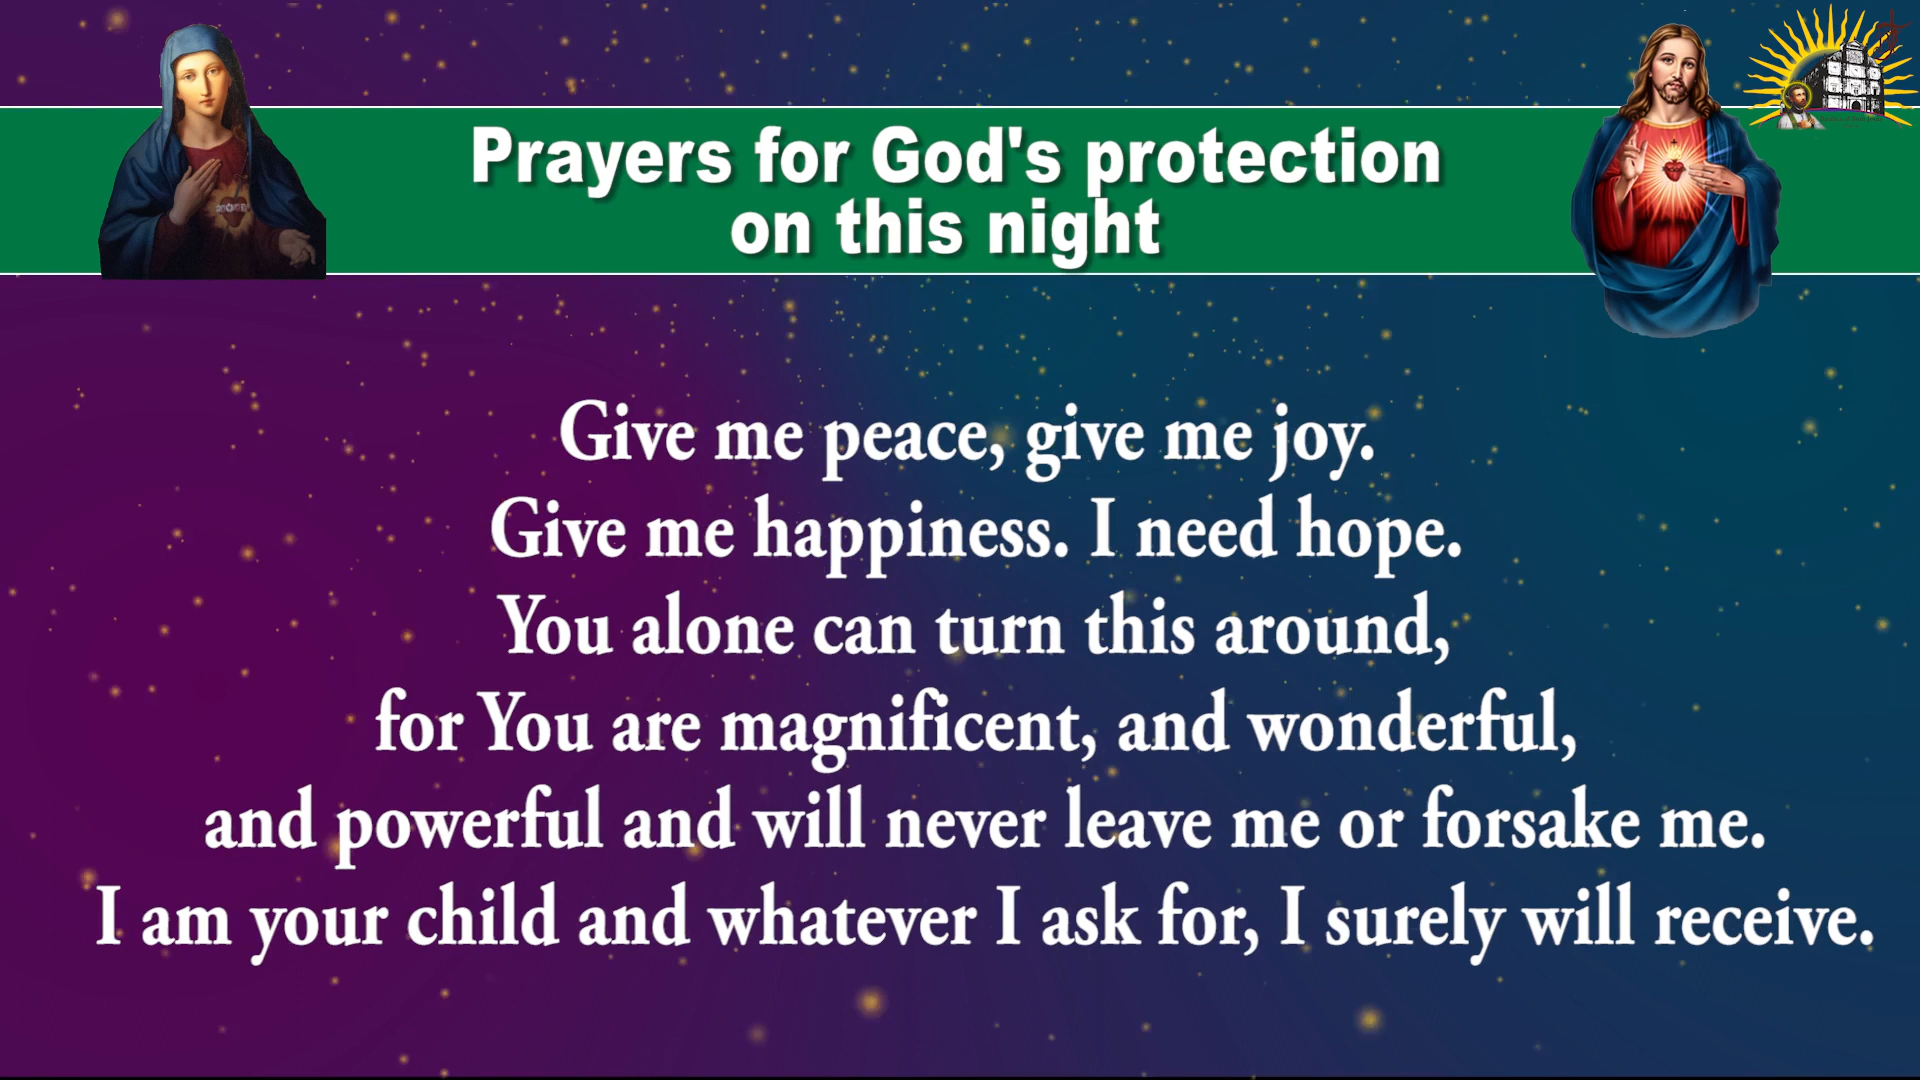 Prayers for God's protection
on this night
Give me peace, give me joy.
Give me happiness. I need hope.
You alone can turn this around,
for You are magnificent, and wonderful,
and powerful and will never leave me or forsake me.
I am your child and whatever I ask for, I surely will receive.